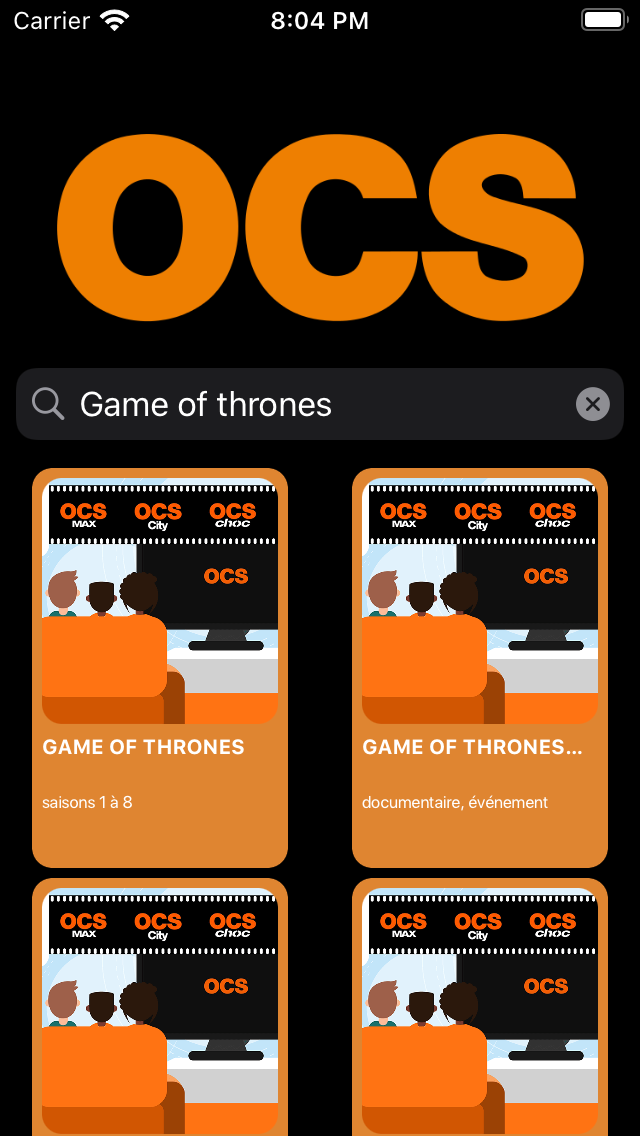 Carrier 8:04 PM
OCS
Game of thrones
OCS MAX OCS City OCS choc
OCS
GAME OF THRONES
saisons 1 à 8
OCS MAX OCS City OCS choc
OCS
GAME OF THRONES...
documentaire, événement
OCS MAX OCS City OCS choc
OCS
OCS MAX OCS City OCS choc
OCS